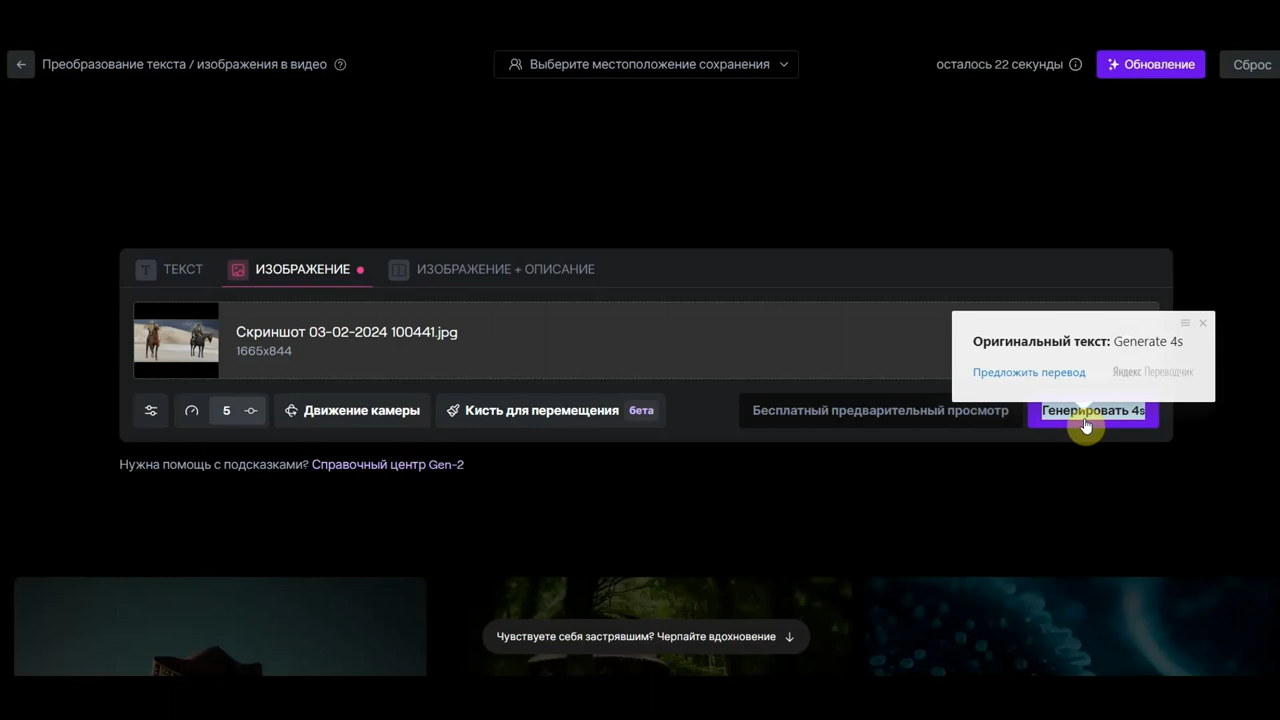 Преобразование текста / изображения в видео
Выберите местоположение сохранения
осталось 22 секунды
Обновление
Сброс
ТЕКСТ
ИЗОБРАЖЕНИЕ
ИЗОБРАЖЕНИЕ + ОПИСАНИЕ
Скриншот 03-02-2024 100441.jpg
1665x844
Оригинальный текст: Generate 4s
Предложить перевод
Яндекс Переводчик
5
Движение камеры
Кисть для перемещения бета
Бесплатный предварительный просмотр
Генерировать 4s
Нужна помощь с подсказками? Справочный центр Gen-2
Чувствуете себя застрявшим? Черпайте вдохновение